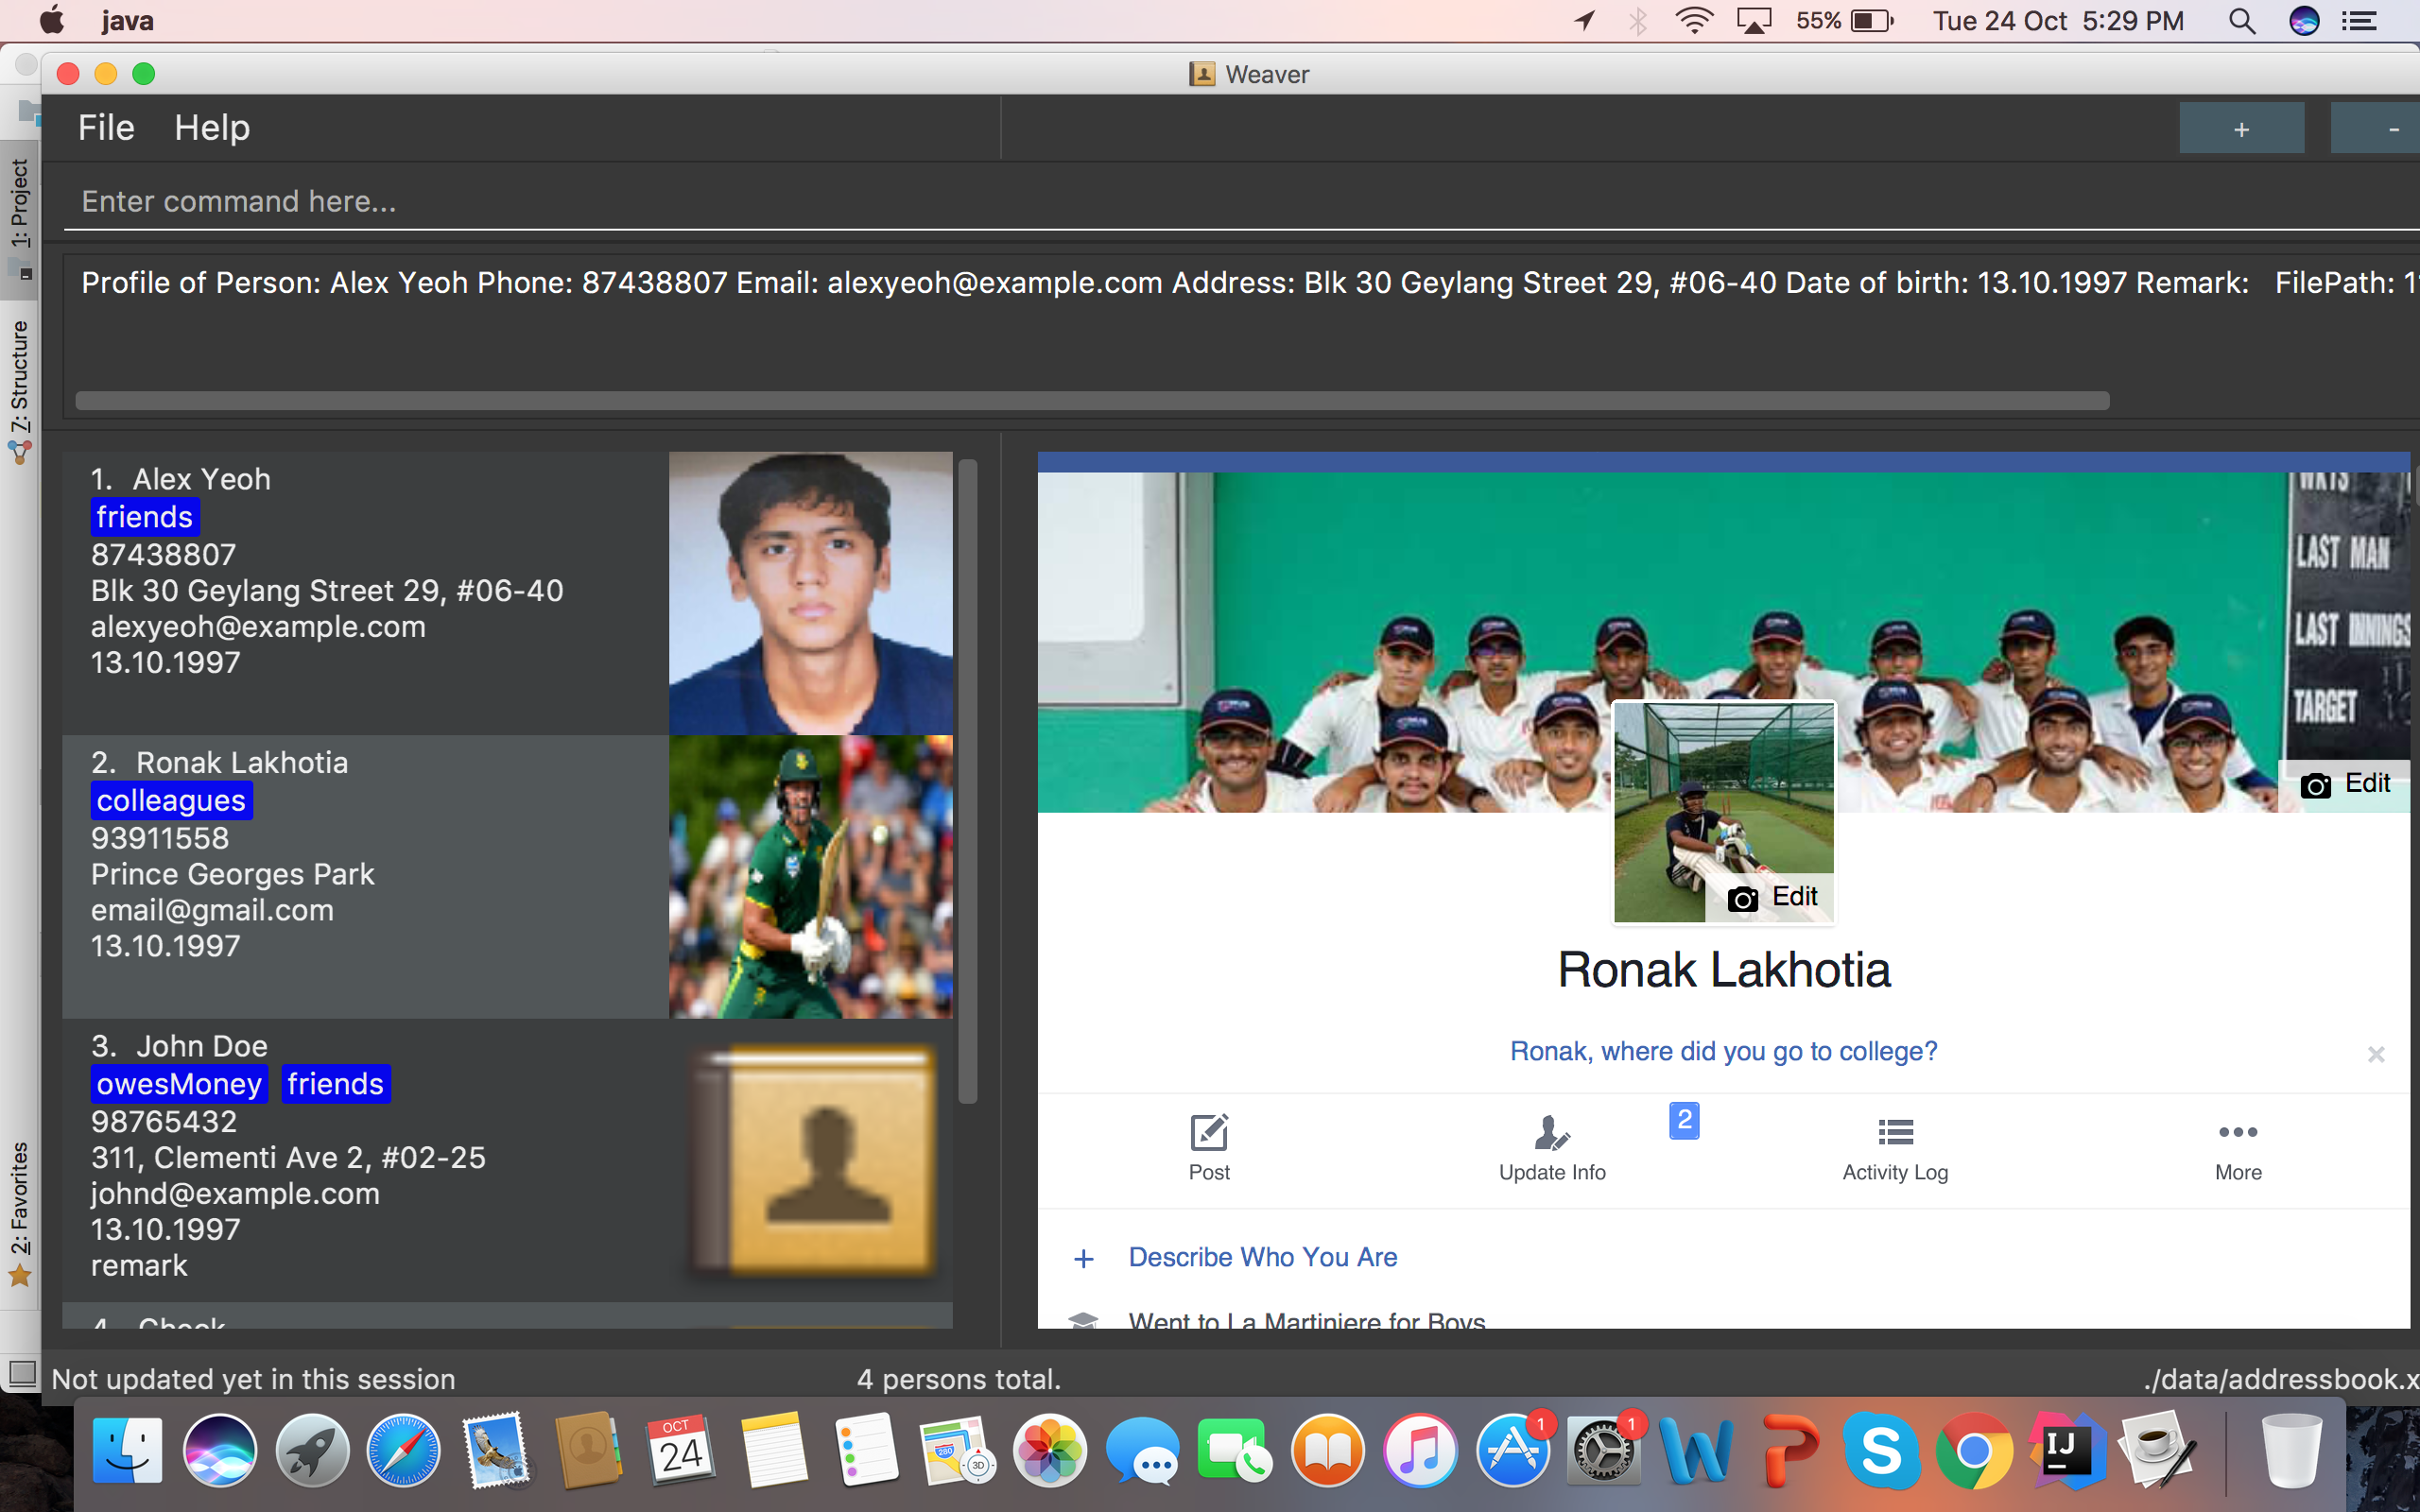 java
55%
Tue 24 Oct 5:29 PM
Weaver
File Help
+ -
Enter command here...
Profile of Person: Alex Yeoh Phone: 87438807 Email: alexyeoh@example.com Address: Blk 30 Geylang Street 29, #06-40 Date of birth: 13.10.1997 Remark: FilePath: 1
1: Project
7: Structure
2: Favorites
1. Alex Yeoh
friends
87438807
Blk 30 Geylang Street 29, #06-40
alexyeoh@example.com
13.10.1997
2. Ronak Lakhotia
colleagues
93911558
Prince Georges Park
email@gmail.com
13.10.1997
3. John Doe
owesMoney friends
98765432
311, Clementi Ave 2, #02-25
johnd@example.com
13.10.1997
remark
4. Check
WKTS
LAST MAN
LAST INNINGS
TARGET
Edit
Edit
Ronak Lakhotia
Ronak, where did you go to college?
2
Post
Update Info
Activity Log
More
+ Describe Who You Are
Went to La Martiniere for Boys
Not updated yet in this session
4 persons total.
./data/addressbook.x
OCT
24
280
3D
1
1
W
P
S
IJ